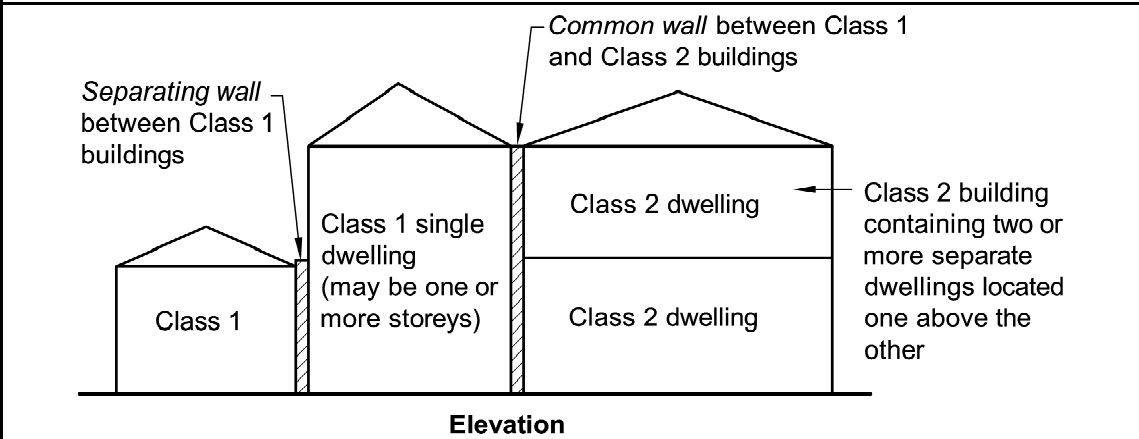 Common wall between Class 1
and Class 2 buildings
Separating wall
between Class 1
buildings
Class 1
Class 1 single
dwelling
(may be one or
more storeys)
Class 2 dwelling
Class 2 dwelling
Class 2 building
containing two or
more separate
dwellings located
one above the
other
Elevation